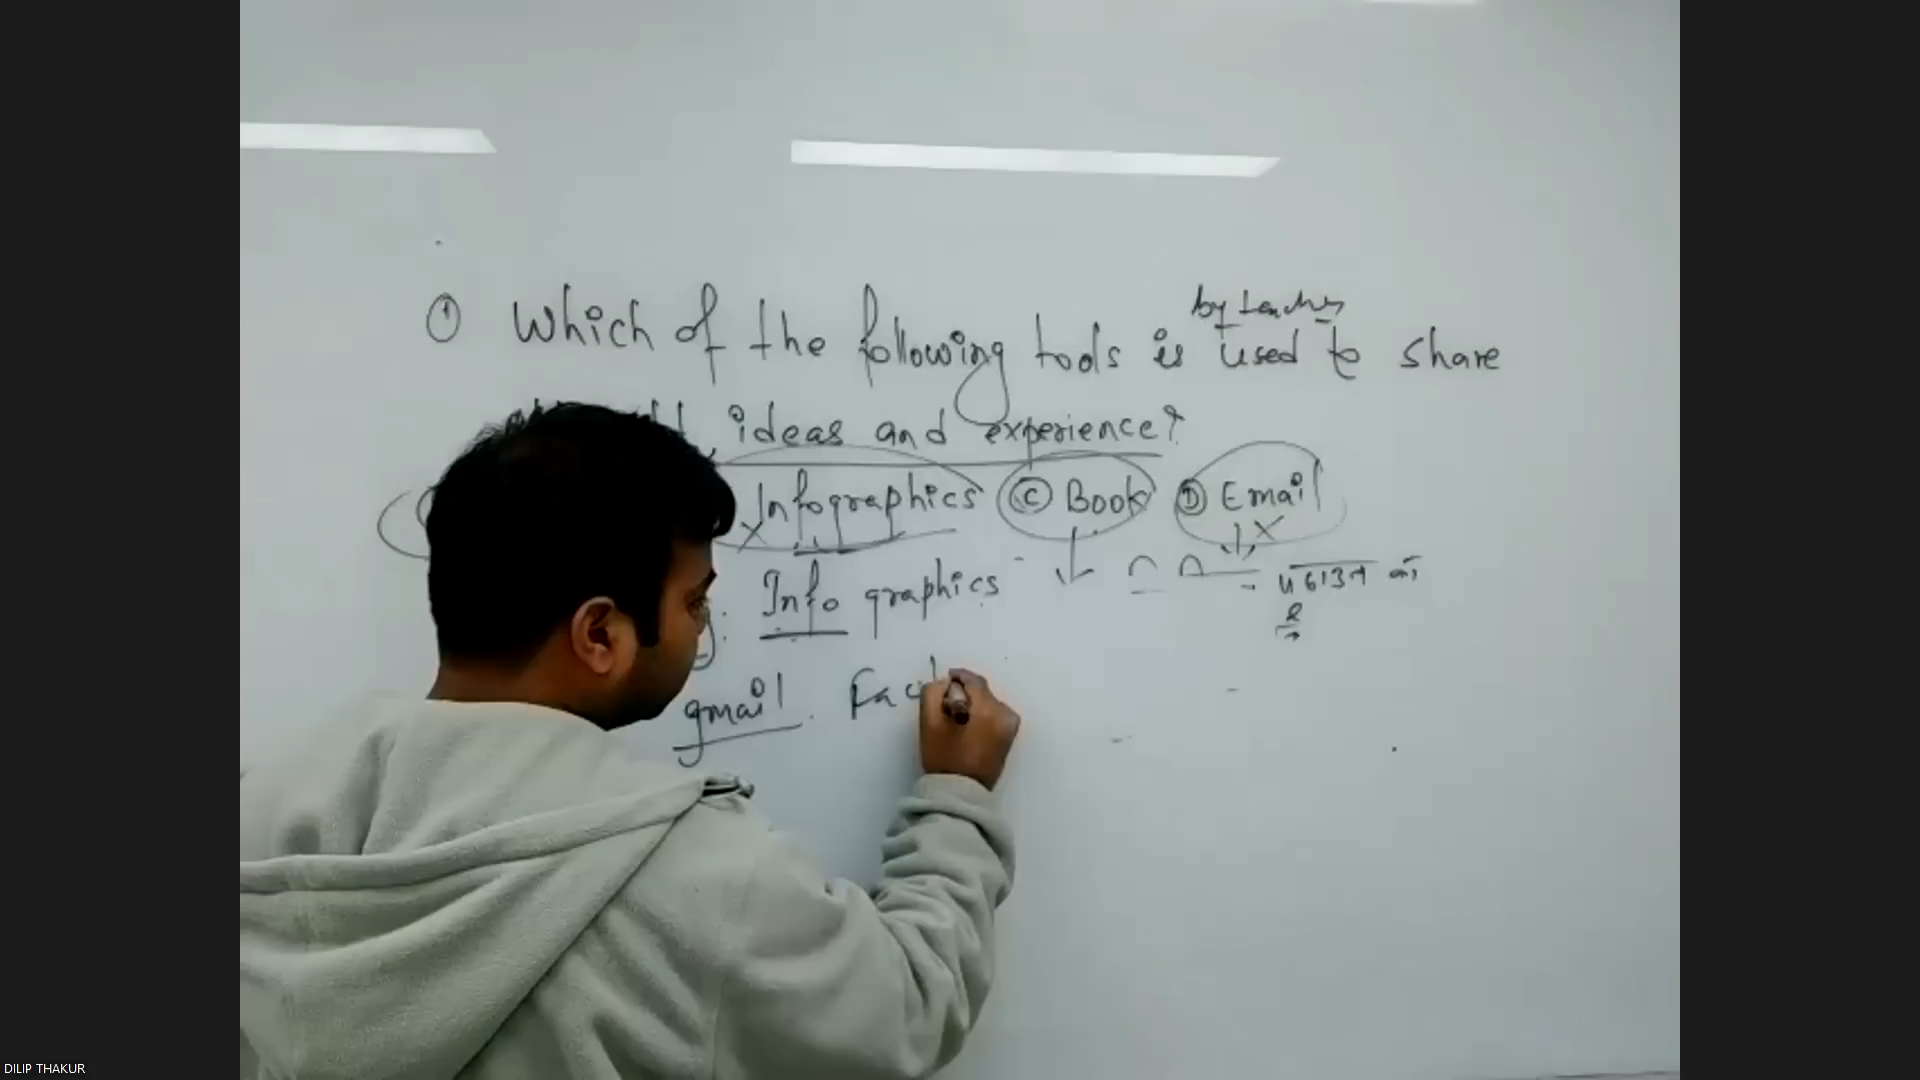 ① Which of the following tools is used to share
by teacher
ideas and experience?
Infographics Ⓒ Book Ⓓ Email
Info graphics
gmail. Fac
DILIP THAKUR